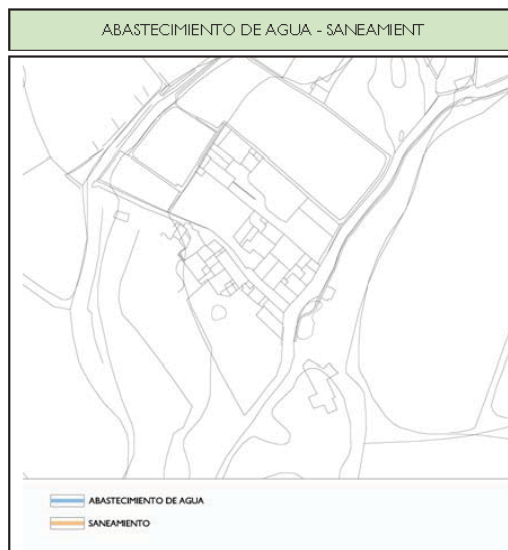 ABASTECIMIENTO DE AGUA - SANEAMIENT
ABASTECIMIENTO DE AGUA
SANEAMIENTO